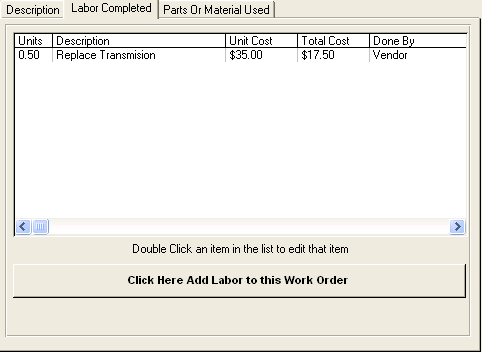 Description Labor Completed Parts Or Material Used
Units Description Unit Cost Total Cost Done By
0.50 Replace Transmision $35.00 $17.50 Vendor
Double Click an item in the list to edit that item
Click Here Add Labor to this Work Order